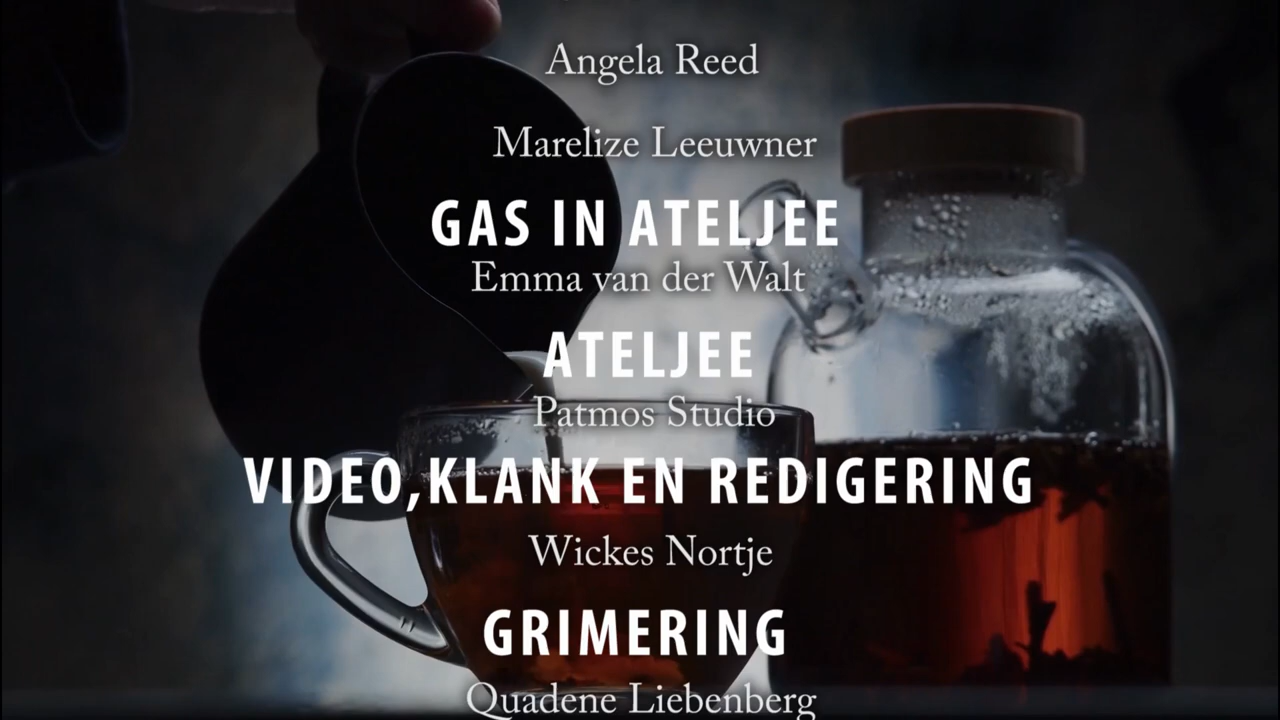 Angela Reed
Marelize Leeuwner
GAS IN ATELJEE
Emma van der Walt
ATELJEE
Patmos Studio
VIDEO,KLANK EN REDIGERING
Wickes Nortje
GRIMERING
Quadene Liebenberg